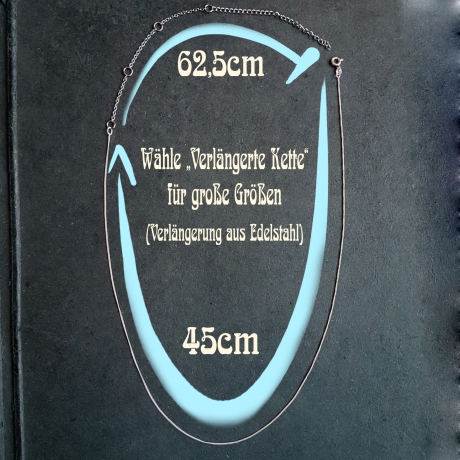 62,5cm
Wähle „Verlängerte Kette“
für große Größen
(Verlängerung aus Edelstahl)
45cm